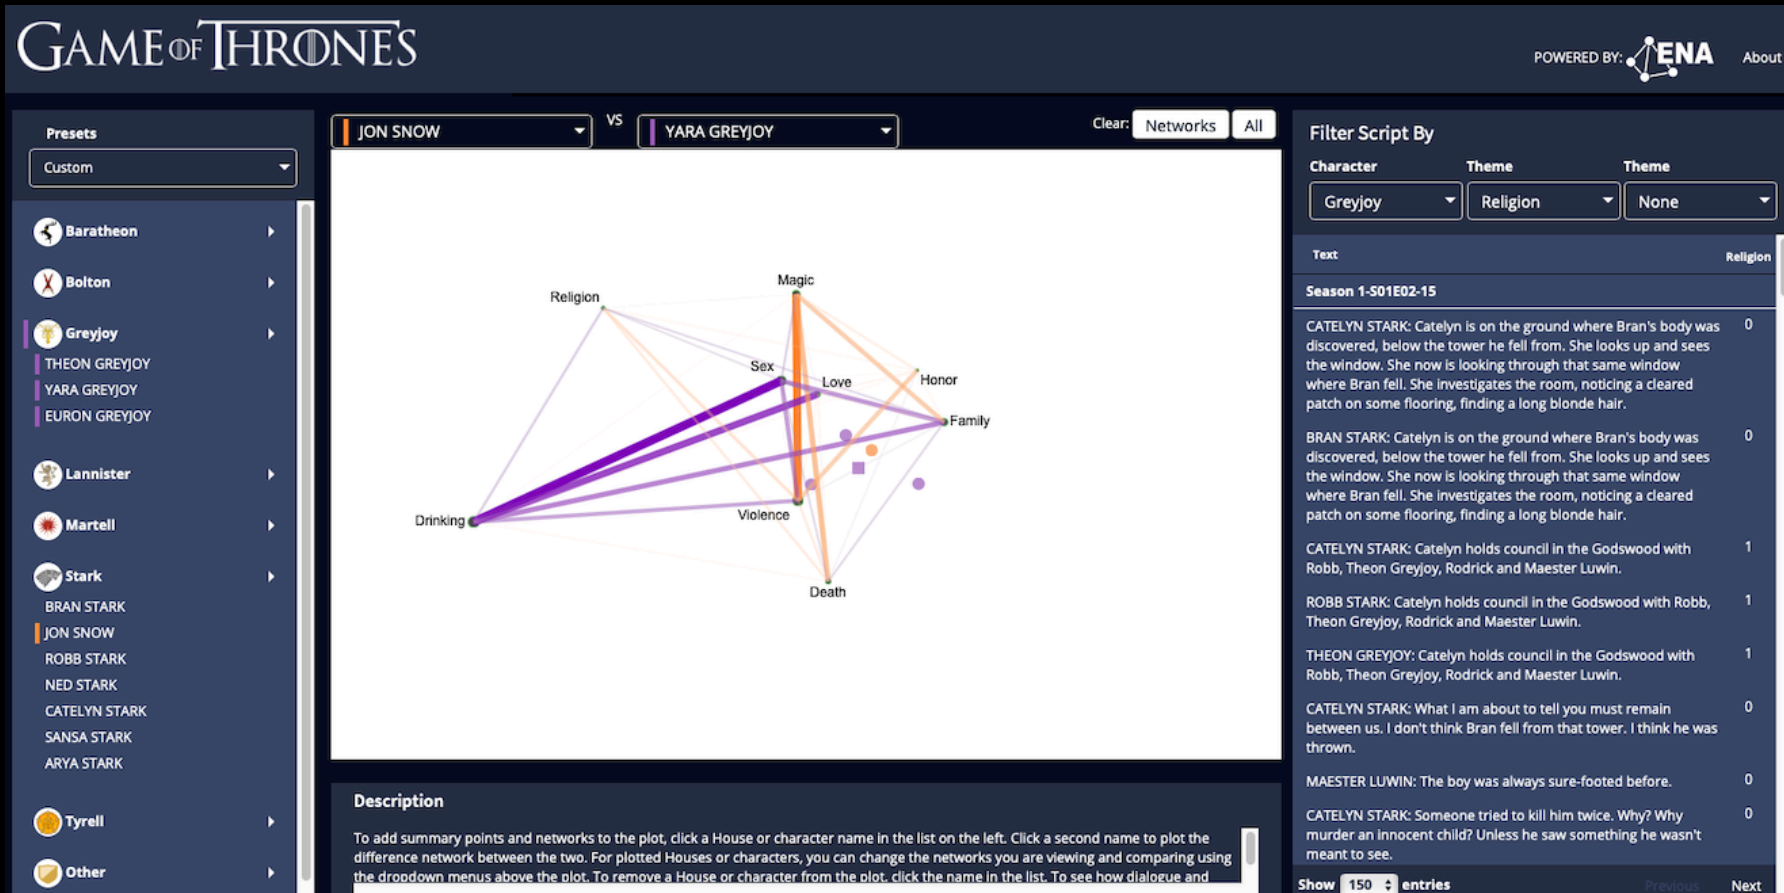 GAME OF THRONES
POWERED BY: ENA
About
Presets
Custom
Baratheon
Bolton
Greyjoy
THEON GREYJOY
YARA GREYJOY
EURON GREYJOY
Lannister
Martell
Stark
BRAN STARK
JON SNOW
ROBB STARK
NED STARK
CATELYN STARK
SANSA STARK
ARYA STARK
Tyrell
Other
JON SNOW
VS
YARA GREYJOY
Clear:
Networks
All
Magic
Religion
Sex
Love
Honor
Family
Drinking
Violence
Death
Description
To add summary points and networks to the plot, click a House or character name in the list on the left. Click a second name to plot the
difference network between the two. For plotted Houses or characters, you can change the networks you are viewing and comparing using
the dropdown menus above the plot. To remove a House or character from the plot, click the name in the list. To see how dialogue and
Filter Script By
Character
Theme
Theme
Greyjoy
Religion
None
Text
Religion
Season 1-S01E02-15
CATELYN STARK: Catelyn is on the ground where Bran's body was
discovered, below the tower he fell from. She looks up and sees
the window. She now is looking through that same window
where Bran fell. She investigates the room, noticing a cleared
patch on some flooring, finding a long blonde hair.
0
BRAN STARK: Catelyn is on the ground where Bran's body was
discovered, below the tower he fell from. She looks up and sees
the window. She now is looking through that same window
where Bran fell. She investigates the room, noticing a cleared
patch on some flooring, finding a long blonde hair.
0
CATELYN STARK: Catelyn holds council in the Godswood with
Robb, Theon Greyjoy, Rodrick and Maester Luwin.
1
ROBB STARK: Catelyn holds council in the Godswood with Robb,
Theon Greyjoy, Rodrick and Maester Luwin.
1
THEON GREYJOY: Catelyn holds council in the Godswood with
Robb, Theon Greyjoy, Rodrick and Maester Luwin.
1
CATELYN STARK: What I am about to tell you must remain
between us. I don't think Bran fell from that tower. I think he was
thrown.
0
MAESTER LUWIN: The boy was always sure-footed before.
0
CATELYN STARK: Someone tried to kill him twice. Why? Why
murder an innocent child? Unless he saw something he wasn't
meant to see.
0
Show 150 entries
Previous
Next